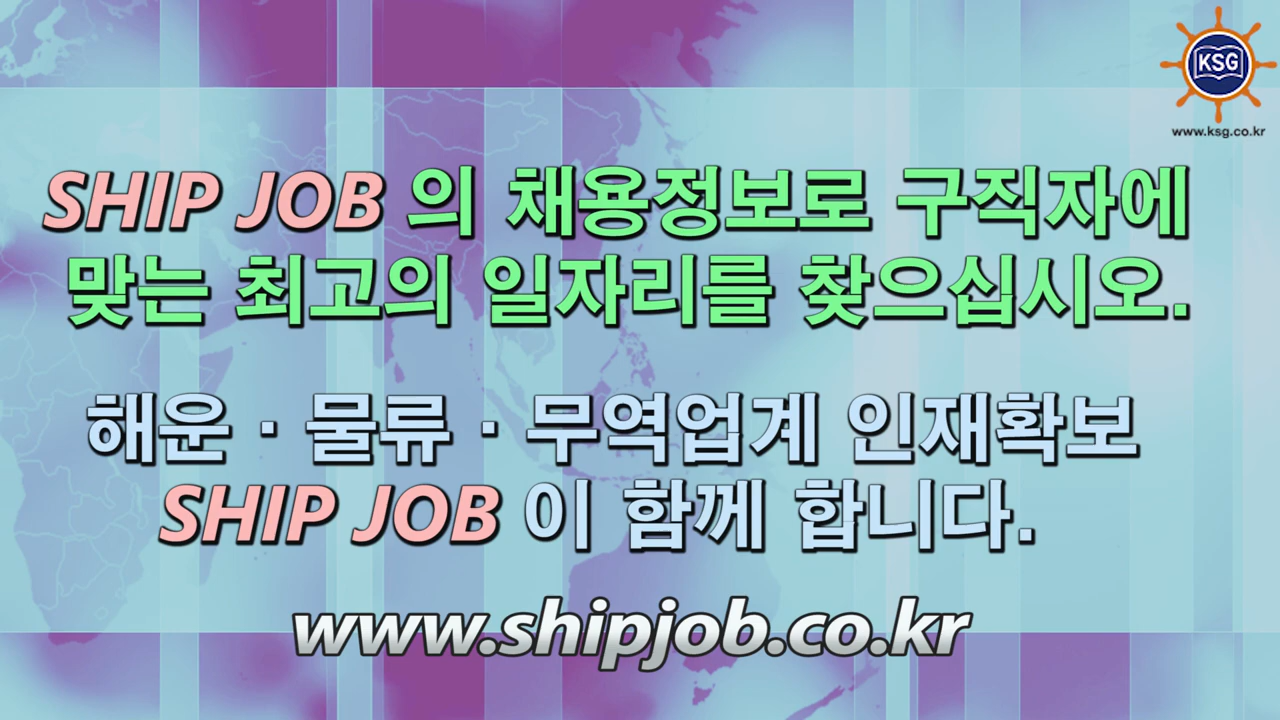 KSG
www.ksg.co.kr
SHIP JOB 의 채용정보로 구직자에
맞는 최고의 일자리를 찾으십시오.
해운 · 물류 · 무역업계 인재확보
SHIP JOB 이 함께 합니다.
www.shipjob.co.kr